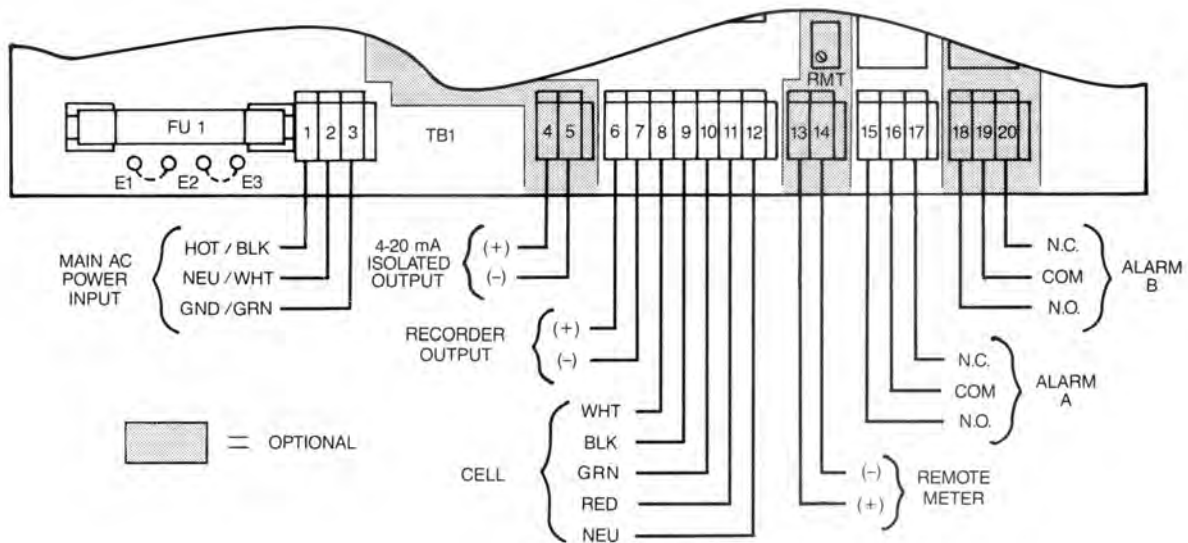 RMT
FU 1
1 2 3
TB1
4 5
6 7 8 9 10 11 12
13 14
15 16 17
18 19 20
E1 E2 E3
MAIN AC
POWER
INPUT
HOT / BLK
NEU / WHT
GND / GRN
4-20 mA
ISOLATED
OUTPUT
(+)
(-)
RECORDER
OUTPUT
(+)
(-)
CELL
WHT
BLK
GRN
RED
NEU
N.C.
COM
N.O.
ALARM
B
N.C.
COM
N.O.
ALARM
A
(-)
(+)
REMOTE
METER
= OPTIONAL